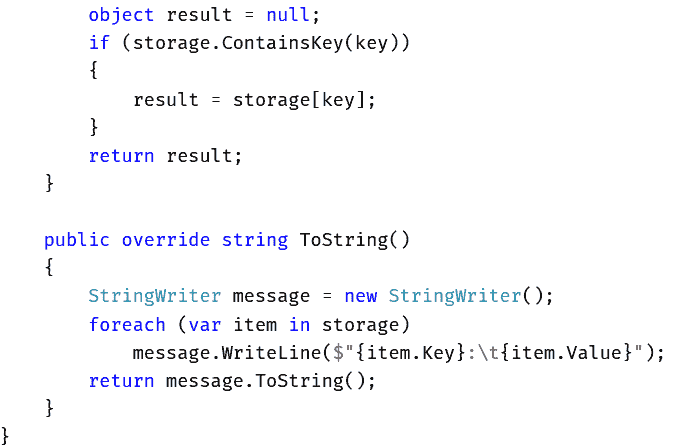 object result = null;
        if (storage.ContainsKey(key))
        {
            result = storage[key];
        }
        return result;
    }

    public override string ToString()
    {
        StringWriter message = new StringWriter();
        foreach (var item in storage)
            message.WriteLine($"{item.Key}:\t{item.Value}");
        return message.ToString();
    }
}